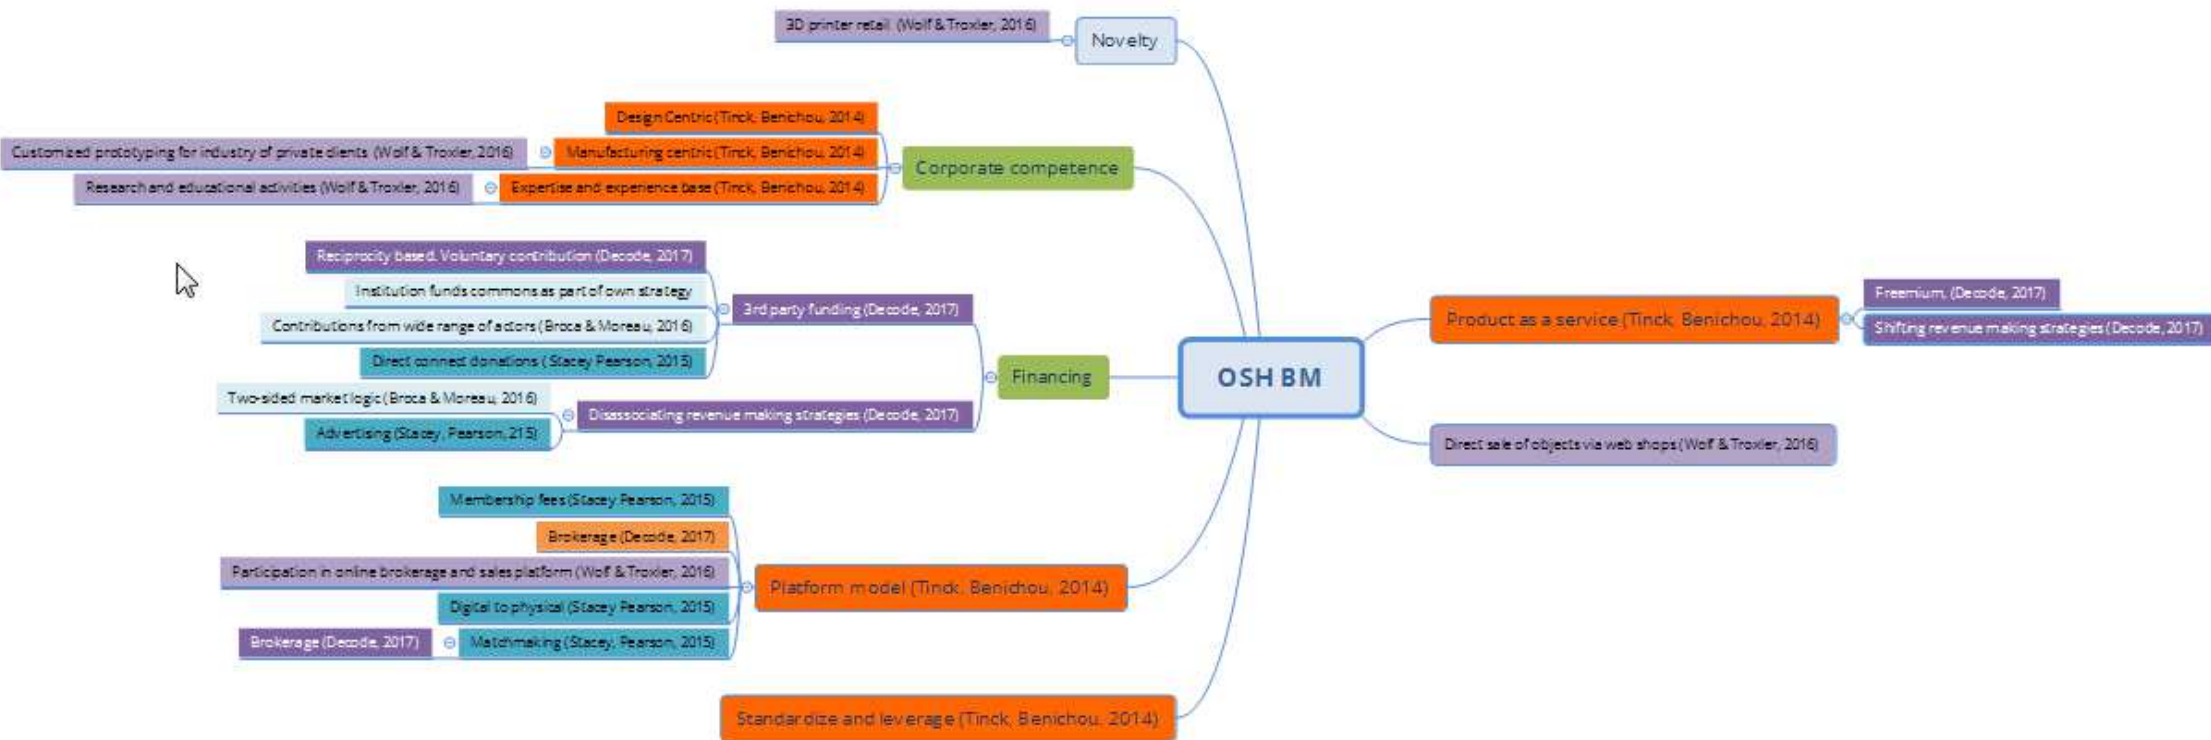 3D printer retail (Wolf & Troxler, 2016)
Novelty
Design Centric (Tinck, Benichou, 2014)
Customized prototyping for industry of private clients (Wolf & Troxler, 2016)
Manufacturing centric (Tinck, Benichou, 2014)
Corporate competence
Research and educational activities (Wolf & Troxler, 2016)
Expertise and experience base (Tinck, Benichou, 2014)
Reciprocity based. Voluntary contribution (Decode, 2017)
Institution funds commons as part of own strategy
3rd party funding (Decode, 2017)
Contributions from wide range of actors (Broca & Moreau, 2016)
Direct connect donations ( Stacey Pearson, 2015)
Financing
Two-sided market logic (Broca & Moreau, 2016)
Disassociating revenue making strategies (Decode, 2017)
Advertising (Stacey, Pearson, 215)
Membership fees (Stacey Pearson, 2015)
Brokerage (Decode, 2017)
Participation in online brokerage and sales platform (Wolf & Troxler, 2016)
Platform model (Tinck, Benichou, 2014)
Digital to physical (Stacey Pearson, 2015)
Brokerage (Decode, 2017)
Matchmaking (Stacey, Pearson, 2015)
Standardize and leverage (Tinck, Benichou, 2014)
OSH BM
Product as a service (Tinck, Benichou, 2014)
Freemium, (Decode, 2017)
Shifting revenue making strategies (Decode, 2017)
Direct sale of objects via web shops (Wolf & Troxler, 2016)